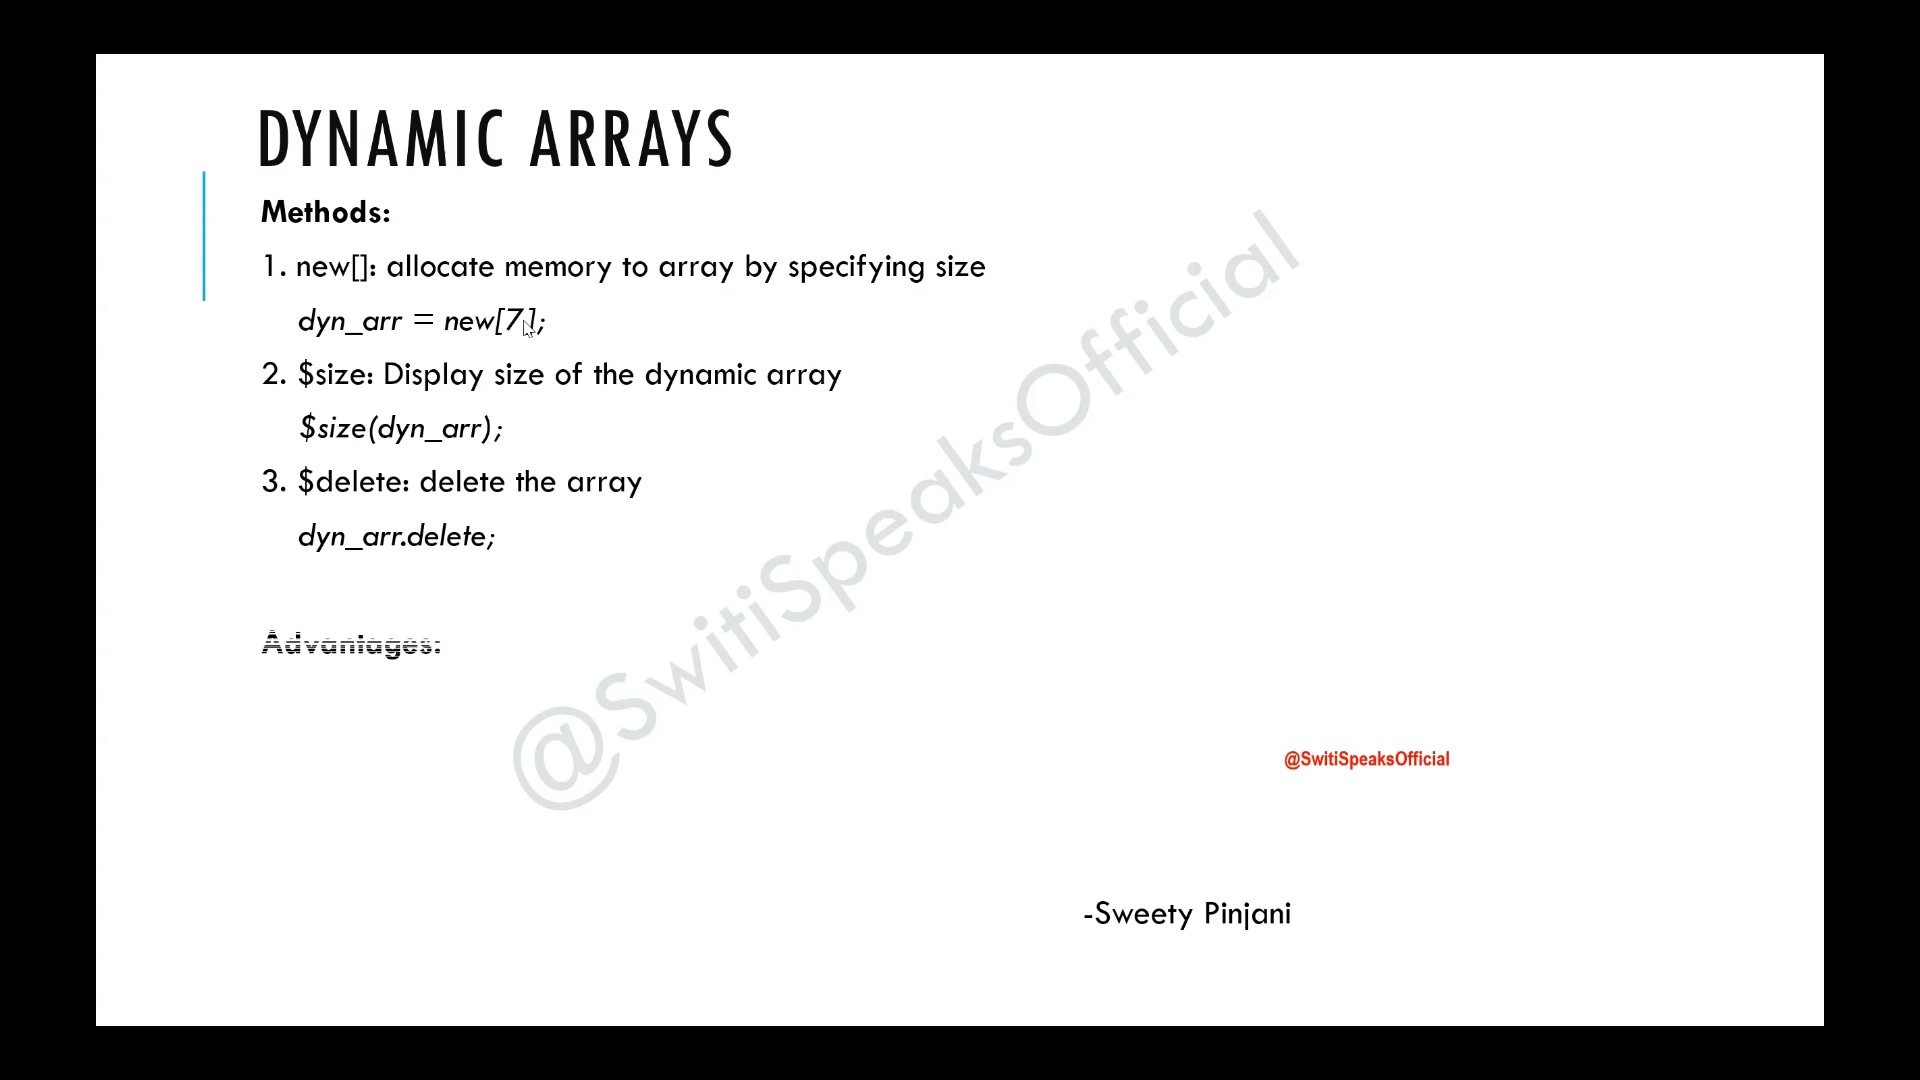 DYNAMIC ARRAYS
Methods:
1. new[]: allocate memory to array by specifying size
dyn_arr = new[7];
2. $size: Display size of the dynamic array
$size(dyn_arr);
3. $delete: delete the array
dyn_arr.delete;
Advantages:
@SwitiSpeaksOfficial
@SwitiSpeaksOfficial
-Sweety Pinjani